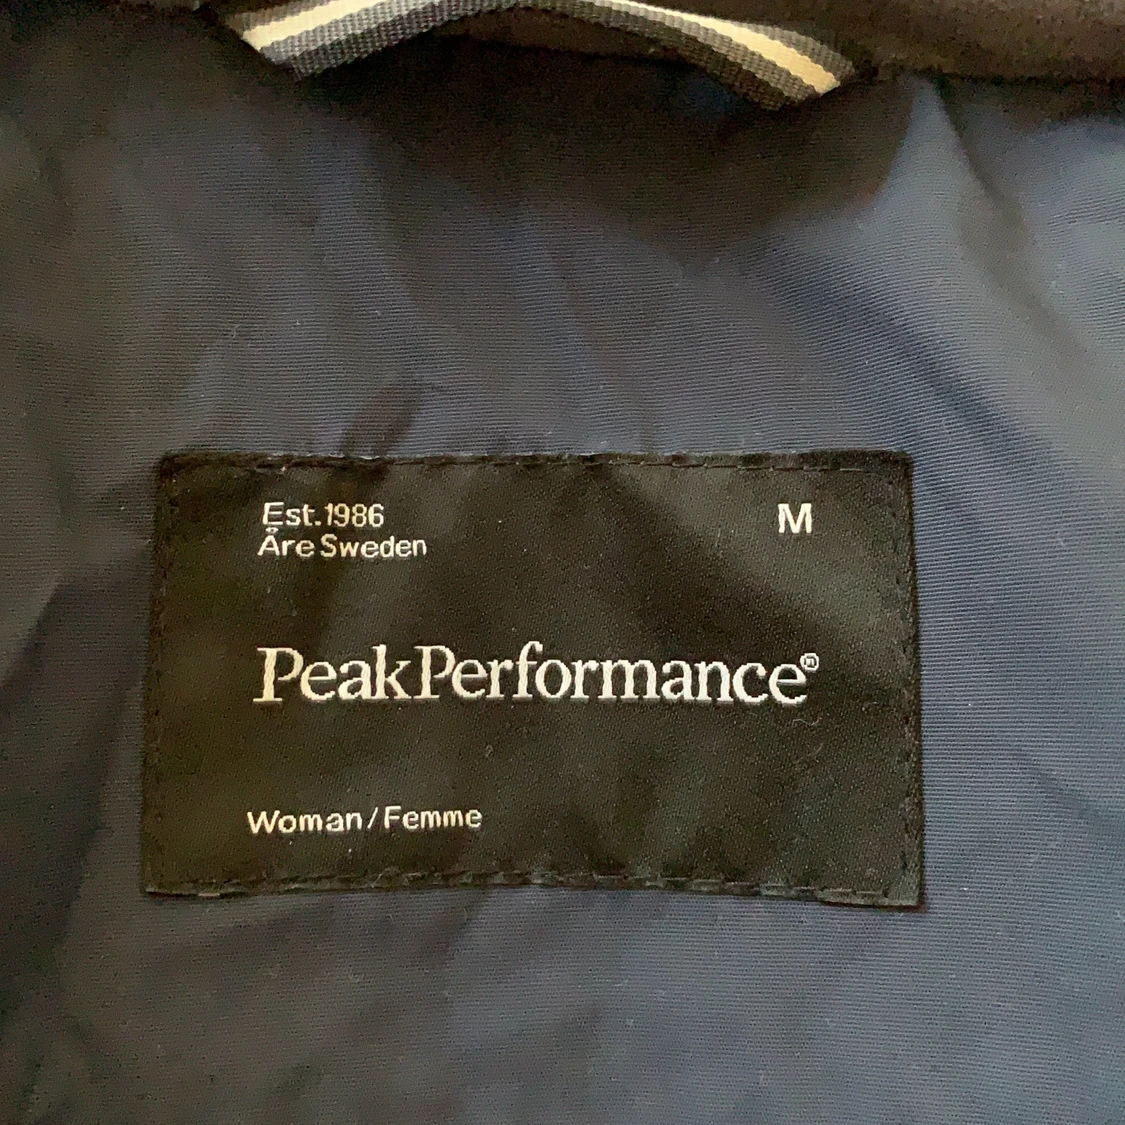 Est.1986
Åre Sweden
M
PeakPerformance®
Woman/Femme